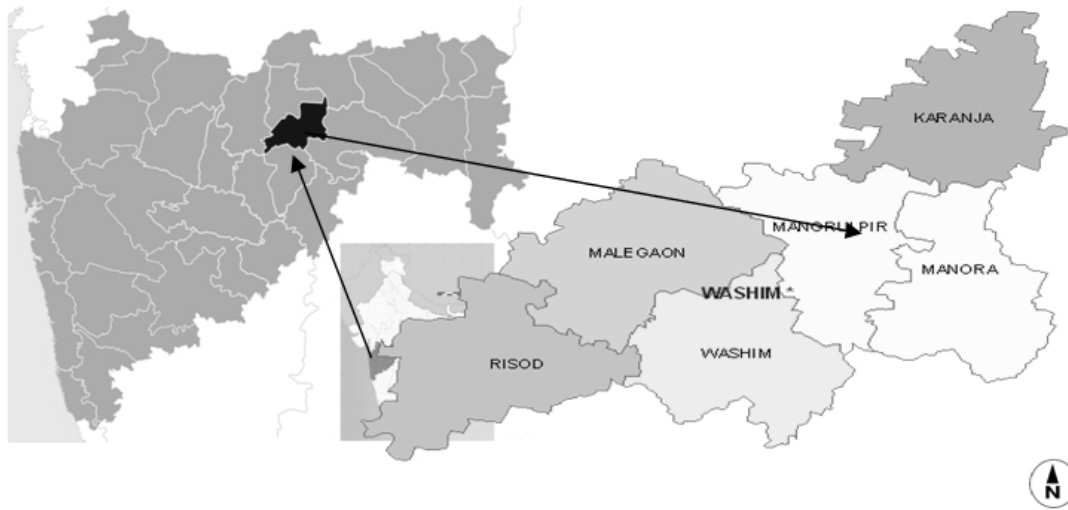 KARANJA
MANGRULPIR
MALEGAON
MANORA
WASHIM *
WASHIM
RISOD
N